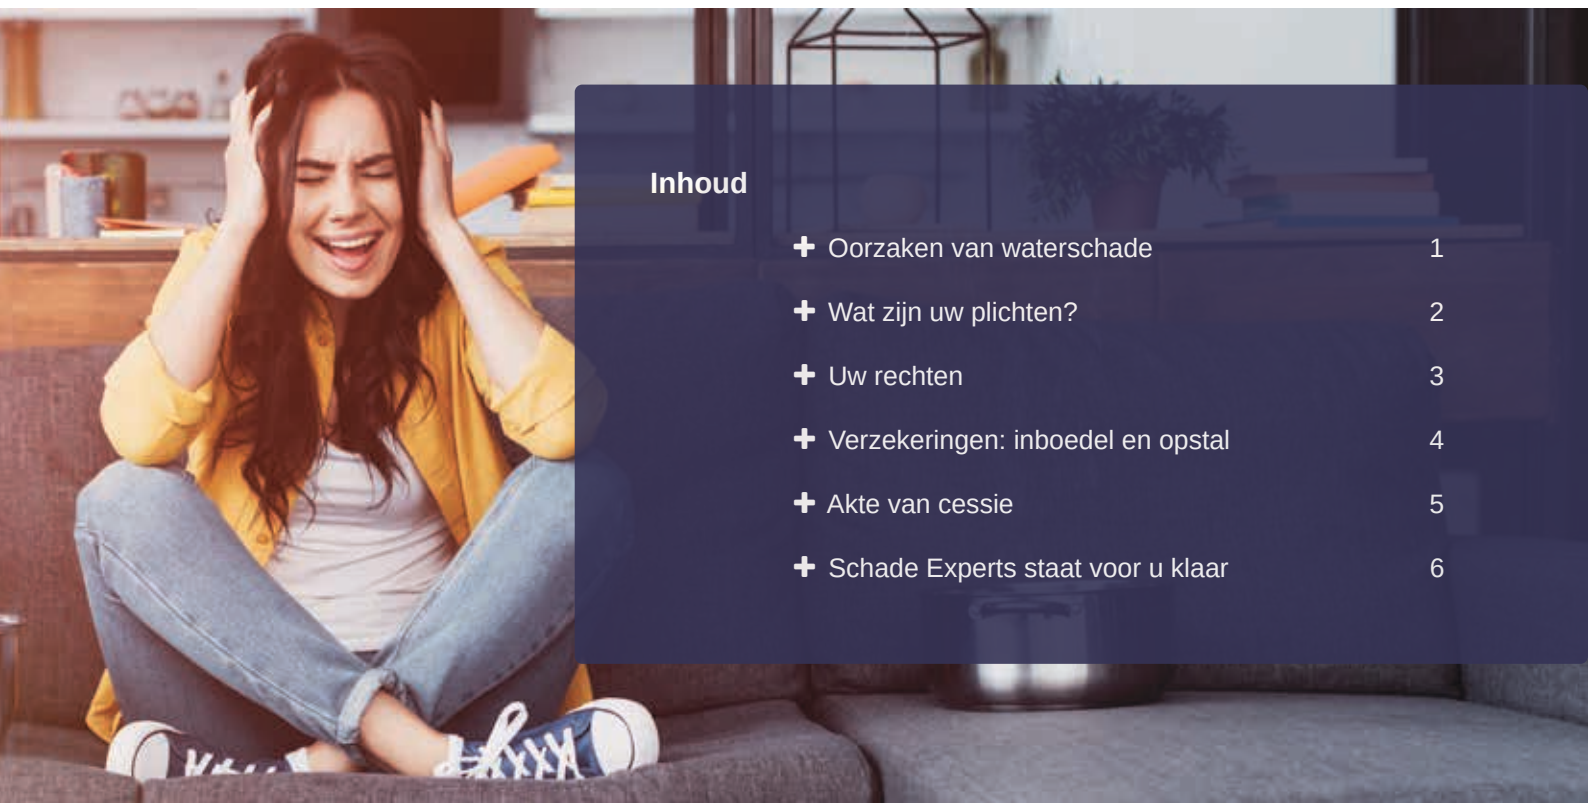 Inhoud
Oorzaken van waterschade 1
Wat zijn uw plichten? 2
Uw rechten 3
Verzekeringen: inboedel en opstal 4
Akte van cessie 5
Schade Experts staat voor u klaar 6